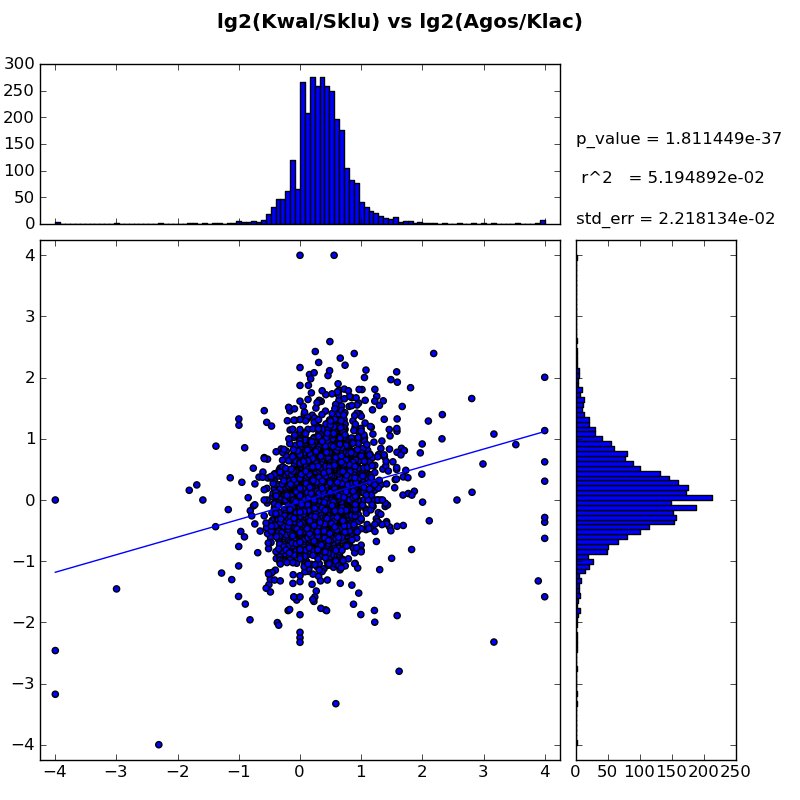 lg2(Kwal/Sklu) vs lg2(Agos/Klac)
300
250
200
150
100
50
0
p_value = 1.811449e-37
r^2 = 5.194892e-02
std_err = 2.218134e-02
4
3
2
1
0
−1
−2
−3
−4
−4 −3 −2 −1 0 1 2 3 4
0 50 100 150 200 250